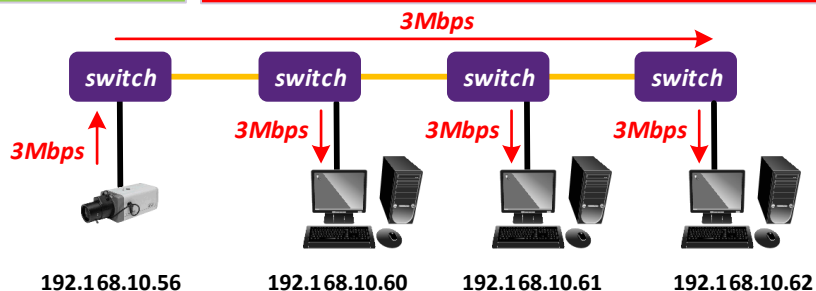 3Mbps
switch
switch
switch
switch
3Mbps
3Mbps
3Mbps
3Mbps
192.168.10.56
192.168.10.60
192.168.10.61
192.168.10.62